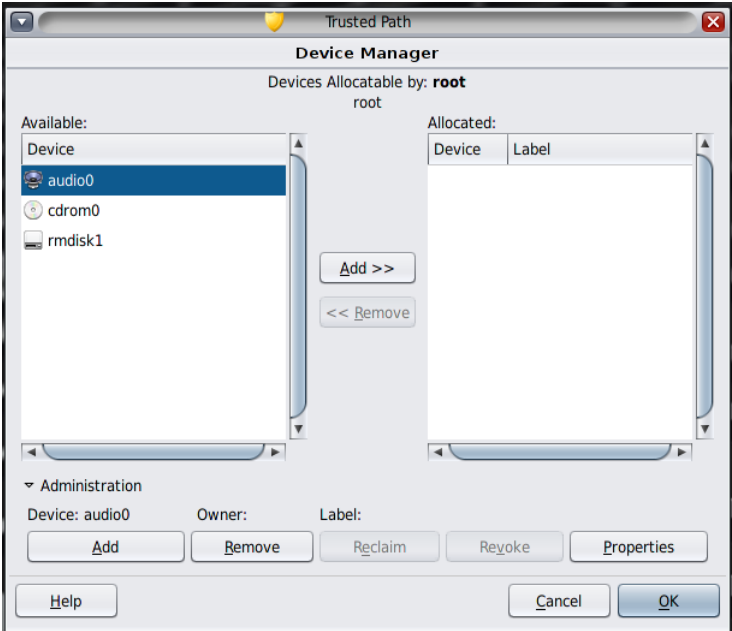 Trusted Path
Device Manager
Devices Allocatable by: root
root
Available:
Device
audio0
cdrom0
rmdisk1
Add >>
<< Remove
Allocated:
Device Label
Administration
Device: audio0 Owner: Label:
Add Remove Reclaim Revoke Properties
Help Cancel OK